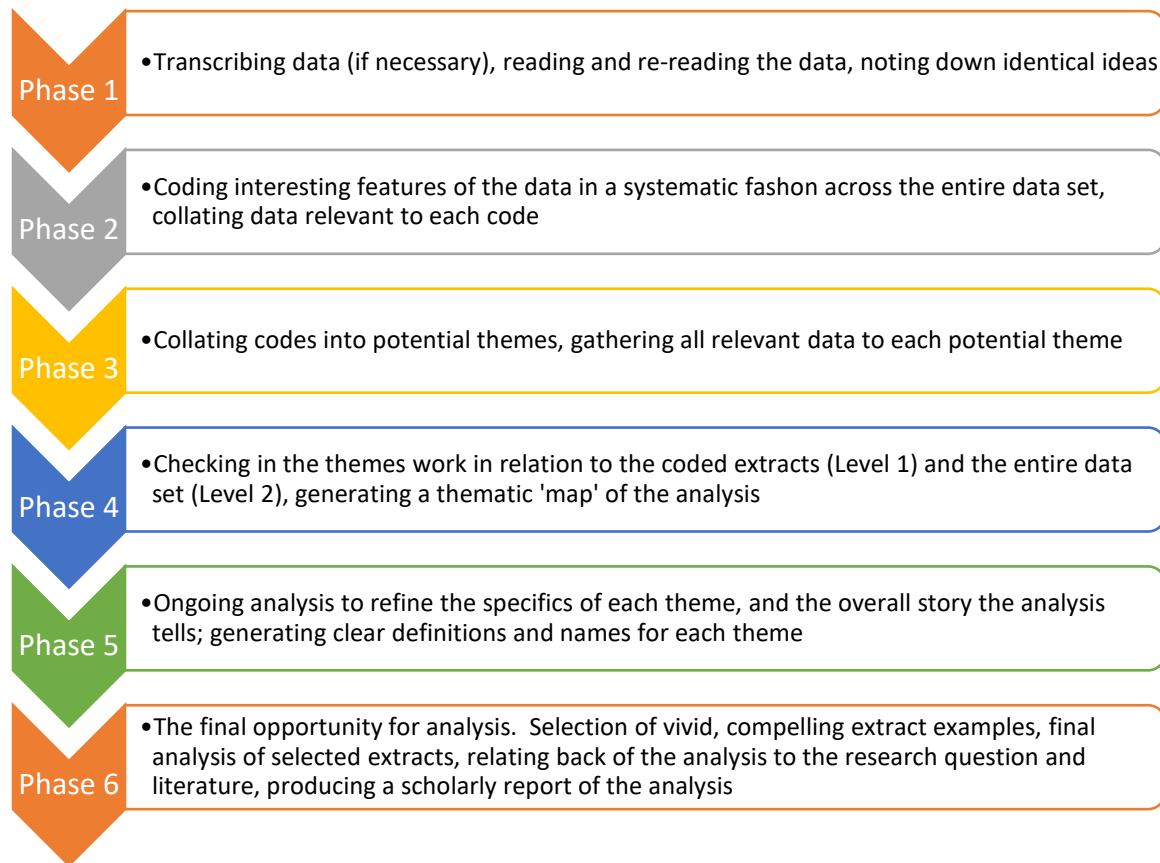 Phase 1
•Transcribing data (if necessary), reading and re-reading the data, noting down identical ideas
Phase 2
•Coding interesting features of the data in a systematic fashon across the entire data set,
collating data relevant to each code
Phase 3
•Collating codes into potential themes, gathering all relevant data to each potential theme
Phase 4
•Checking in the themes work in relation to the coded extracts (Level 1) and the entire data
set (Level 2), generating a thematic 'map' of the analysis
Phase 5
•Ongoing analysis to refine the specifics of each theme, and the overall story the analysis
tells; generating clear definitions and names for each theme
Phase 6
•The final opportunity for analysis.  Selection of vivid, compelling extract examples, final
analysis of selected extracts, relating back of the analysis to the research question and
literature, producing a scholarly report of the analysis